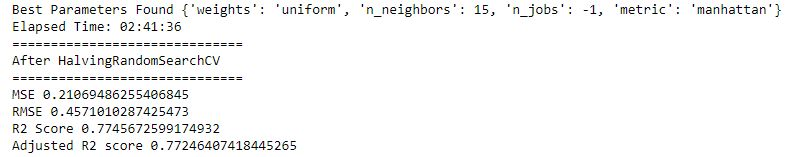 Best Parameters Found {'weights': 'uniform', 'n_neighbors': 15, 'n_jobs': -1, 'metric': 'manhattan'}
Elapsed Time: 02:41:36
==============================
After HalvingRandomSearchCV
==============================
MSE 0.21069486255406845
RMSE 0.4571010287425473
R2 Score 0.7745672599174932
Adjusted R2 score 0.77246407418445265